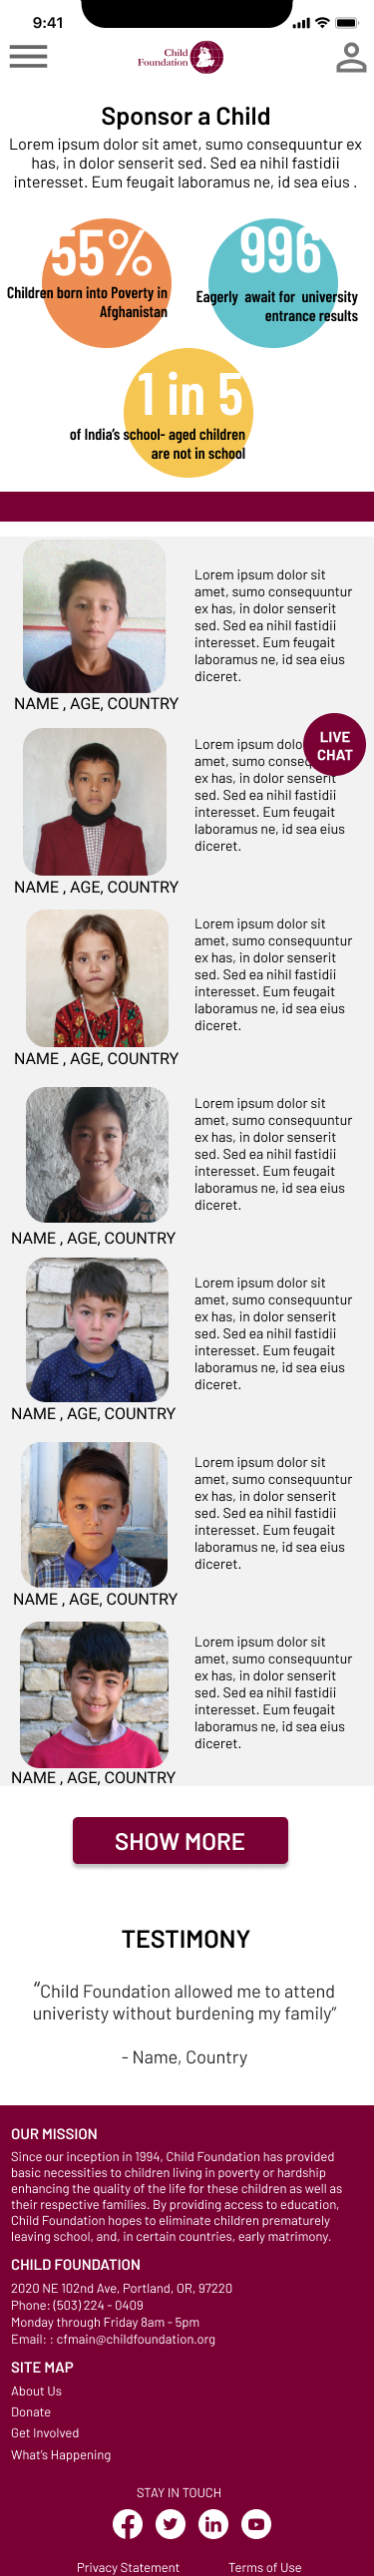 9:41
Child
Foundation
Sponsor a Child
Lorem ipsum dolor sit amet, sumo consequuntur ex
has, in dolor senserit sed. Sed ea nihil fastidii
interesset. Eum feugait laboramus ne, id sea eius .
55%
Children born into Poverty in
Afghanistan
996
Eagerly await for university
entrance results
1 in 5
of India's school- aged children
are not in school
Lorem ipsum dolor sit
amet, sumo consequuntur
ex has, in dolor senserit
sed. Sed ea nihil fastidii
interesset. Eum feugait
laboramus ne, id sea eius
diceret.
NAME , AGE, COUNTRY
LIVE
CHAT
Lorem ipsum dolo
amet, sumo conseq
ex has, in dolor senserit
sed. Sed ea nihil fastidii
interesset. Eum feugait
laboramus ne, id sea eius
diceret.
NAME , AGE, COUNTRY
Lorem ipsum dolor sit
amet, sumo consequuntur
ex has, in dolor senserit
sed. Sed ea nihil fastidii
interesset. Eum feugait
laboramus ne, id sea eius
diceret.
NAME , AGE, COUNTRY
Lorem ipsum dolor sit
amet, sumo consequuntur
ex has, in dolor senserit
sed. Sed ea nihil fastidii
interesset. Eum feugait
laboramus ne, id sea eius
diceret.
NAME , AGE, COUNTRY
Lorem ipsum dolor sit
amet, sumo consequuntur
ex has, in dolor senserit
sed. Sed ea nihil fastidii
interesset. Eum feugait
laboramus ne, id sea eius
diceret.
NAME , AGE, COUNTRY
Lorem ipsum dolor sit
amet, sumo consequuntur
ex has, in dolor senserit
sed. Sed ea nihil fastidii
interesset. Eum feugait
laboramus ne, id sea eius
diceret.
NAME , AGE, COUNTRY
Lorem ipsum dolor sit
amet, sumo consequuntur
ex has, in dolor senserit
sed. Sed ea nihil fastidii
interesset. Eum feugait
laboramus ne, id sea eius
diceret.
NAME , AGE, COUNTRY
SHOW MORE
TESTIMONY
"Child Foundation allowed me to attend
univeristy without burdening my family"
- Name, Country
OUR MISSION
Since our inception in 1994, Child Foundation has provided
basic necessities to children living in poverty or hardship
enhancing the quality of the life for these children as well as
their respective families. By providing access to education,
Child Foundation hopes to eliminate children prematurely
leaving school, and, in certain countries, early matrimony.
CHILD FOUNDATION
2020 NE 102nd Ave, Portland, OR, 97220
Phone: (503) 224 - 0409
Monday through Friday 8am - 5pm
Email: : cfmain@childfoundation.org
SITE MAP
About Us
Donate
Get Involved
What's Happening
STAY IN TOUCH
Privacy Statement
Terms of Use